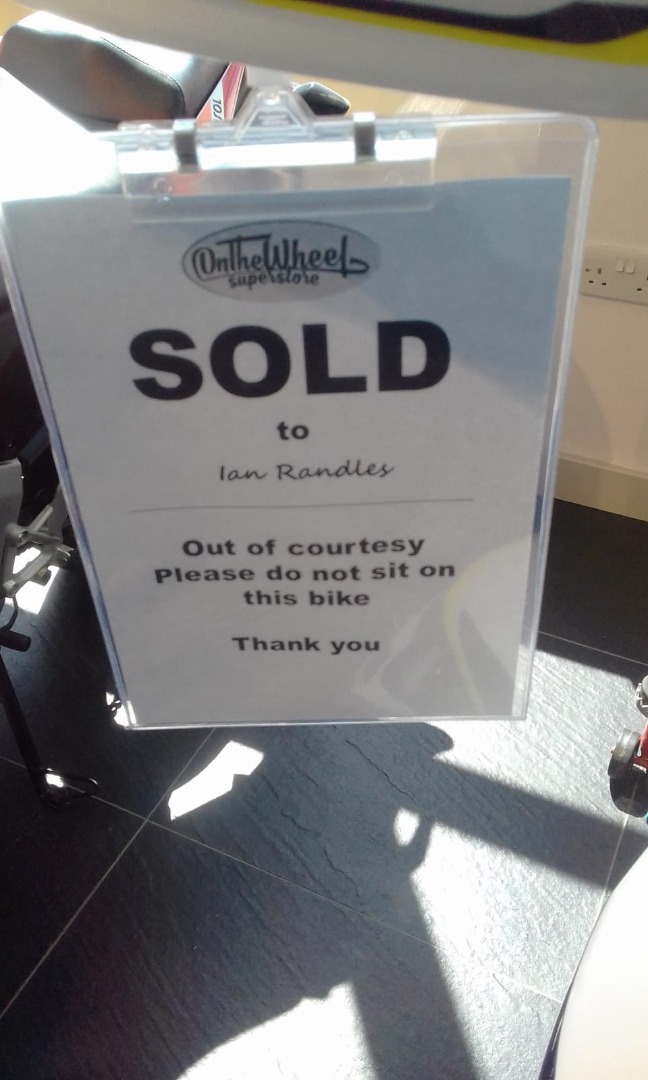 OnTheWheel
superstore
SOLD
to
Ian Randles
Out of courtesy
Please do not sit on
this bike
Thank you